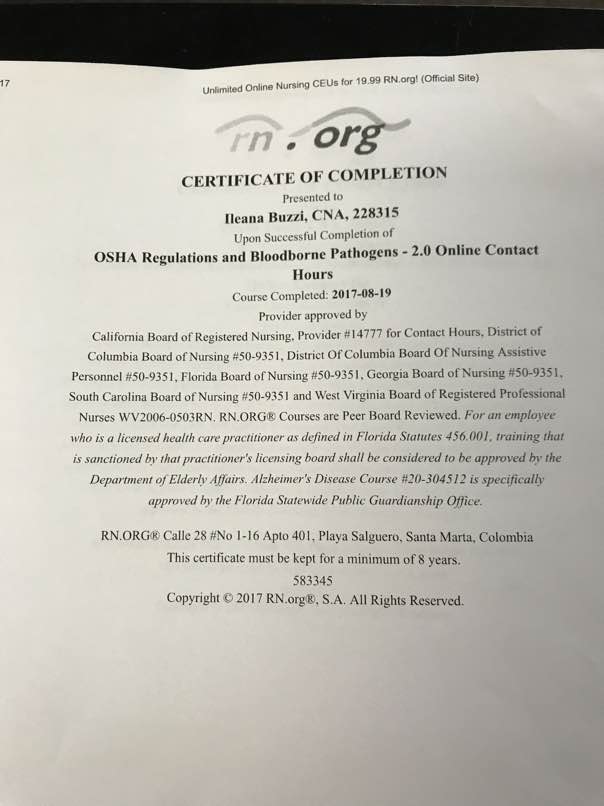 17
Unlimited Online Nursing CEUs for 19.99 RN.org! (Official Site)
rn.org
CERTIFICATE OF COMPLETION
Presented to
Ileana Buzzi, CNA, 228315
Upon Successful Completion of
OSHA Regulations and Bloodborne Pathogens - 2.0 Online Contact
Hours
Course Completed: 2017-08-19
Provider approved by
California Board of Registered Nursing, Provider #14777 for Contact Hours, District of
Columbia Board of Nursing #50-9351, District Of Columbia Board Of Nursing Assistive
Personnel #50-9351, Florida Board of Nursing #50-9351, Georgia Board of Nursing #50-9351,
South Carolina Board of Nursing #50-9351 and West Virginia Board of Registered Professional
Nurses WV2006-0503RN. RN.ORG® Courses are Peer Board Reviewed. For an employee
who is a licensed health care practitioner as defined in Florida Statutes 456.001, training that
is sanctioned by that practitioner's licensing board shall be considered to be approved by the
Department of Elderly Affairs. Alzheimer's Disease Course #20-304512 is specifically
approved by the Florida Statewide Public Guardianship Office.
RN.ORG® Calle 28 #No 1-16 Apto 401, Playa Salguero, Santa Marta, Colombia
This certificate must be kept for a minimum of 8 years.
583345
Copyright © 2017 RN.org®, S.A. All Rights Reserved.